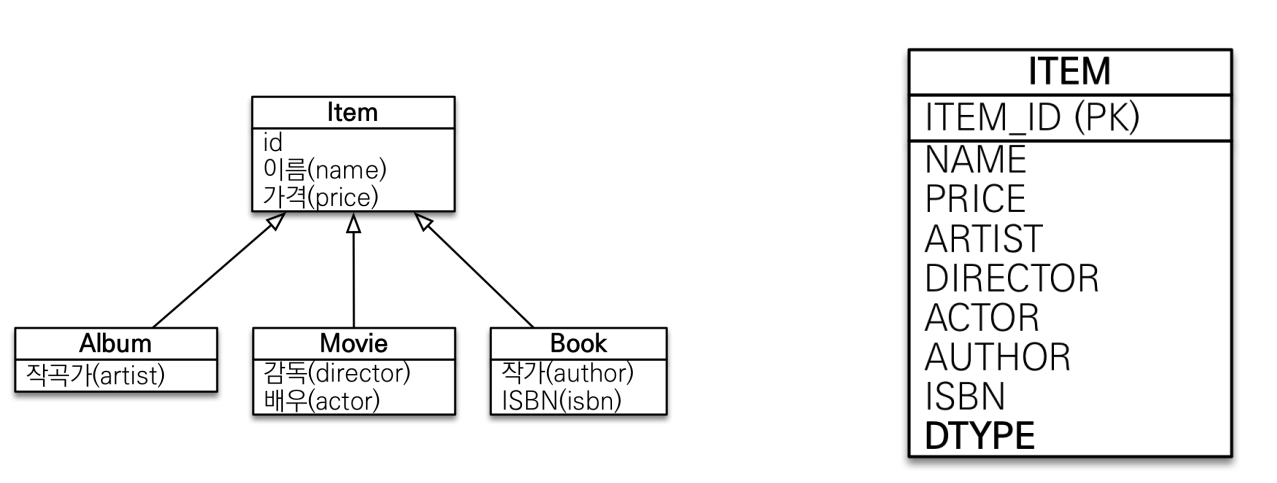 Item
id
이름(name)
가격(price)
Album
작곡가(artist)
Movie
감독(director)
배우(actor)
Book
작가(author)
ISBN(isbn)
ITEM
ITEM_ID (PK)
NAME
PRICE
ARTIST
DIRECTOR
ACTOR
AUTHOR
ISBN
DTYPE